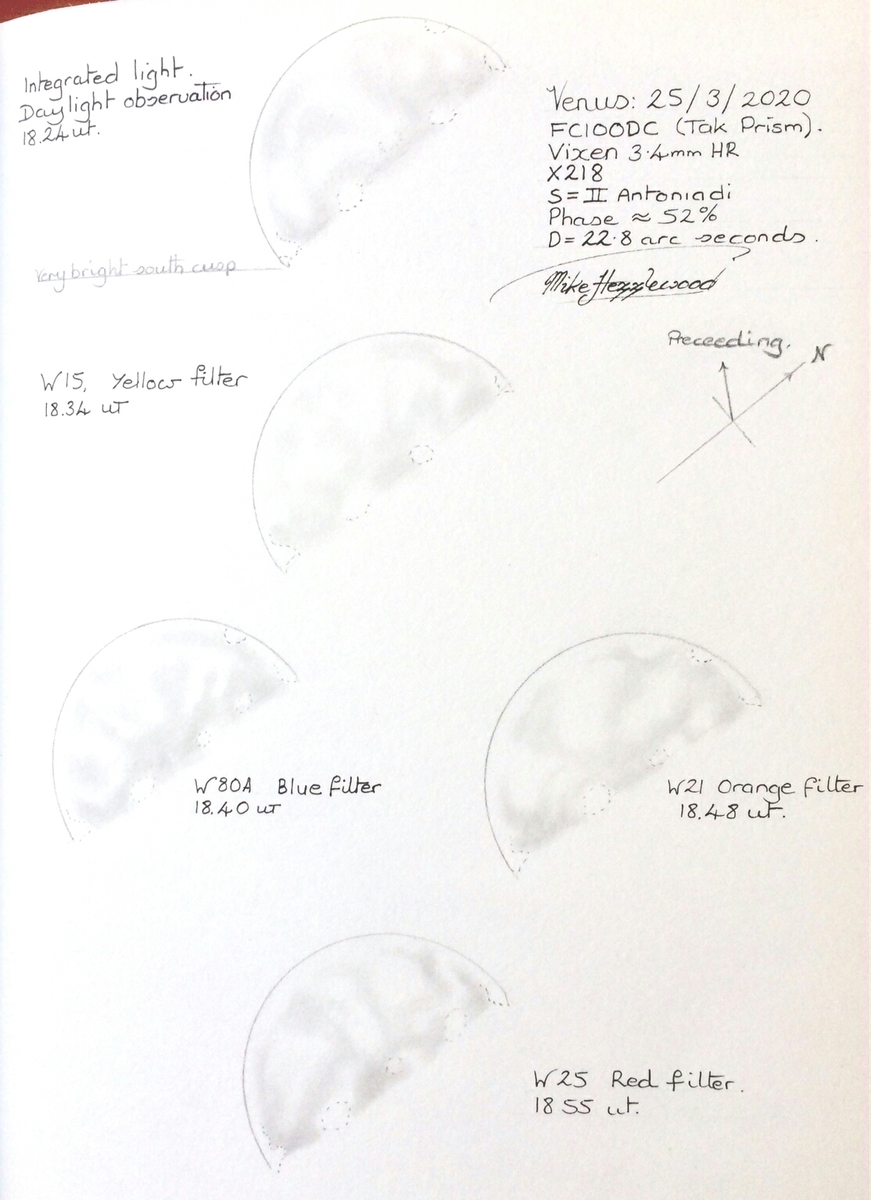 Integrated light.
Daylight observation
18.24 ut.
Very bright south cusp
Venus: 25/3/2020
FC100DC (Tak Prism).
Vixen 3.4mm HR
X218
S=II Antoniadi
Phase ≈ 52%
D= 22.8 arc seconds.
Mike Hezzlewood
Preceeding.
N
W15, Yellow filter
18.34 ut
W80A Blue filter
18.40 ut
W21 Orange filter
18.48 ut.
W25 Red filter.
18 55 ut.